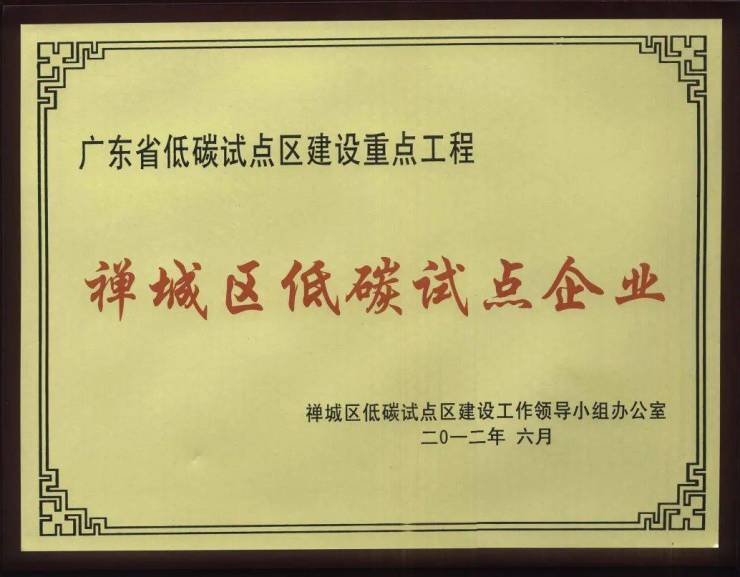 广东省低碳试点区建设重点工程
禅城区低碳试点企业
禅城区低碳试点区建设工作领导小组办公室
二0一二年 六月